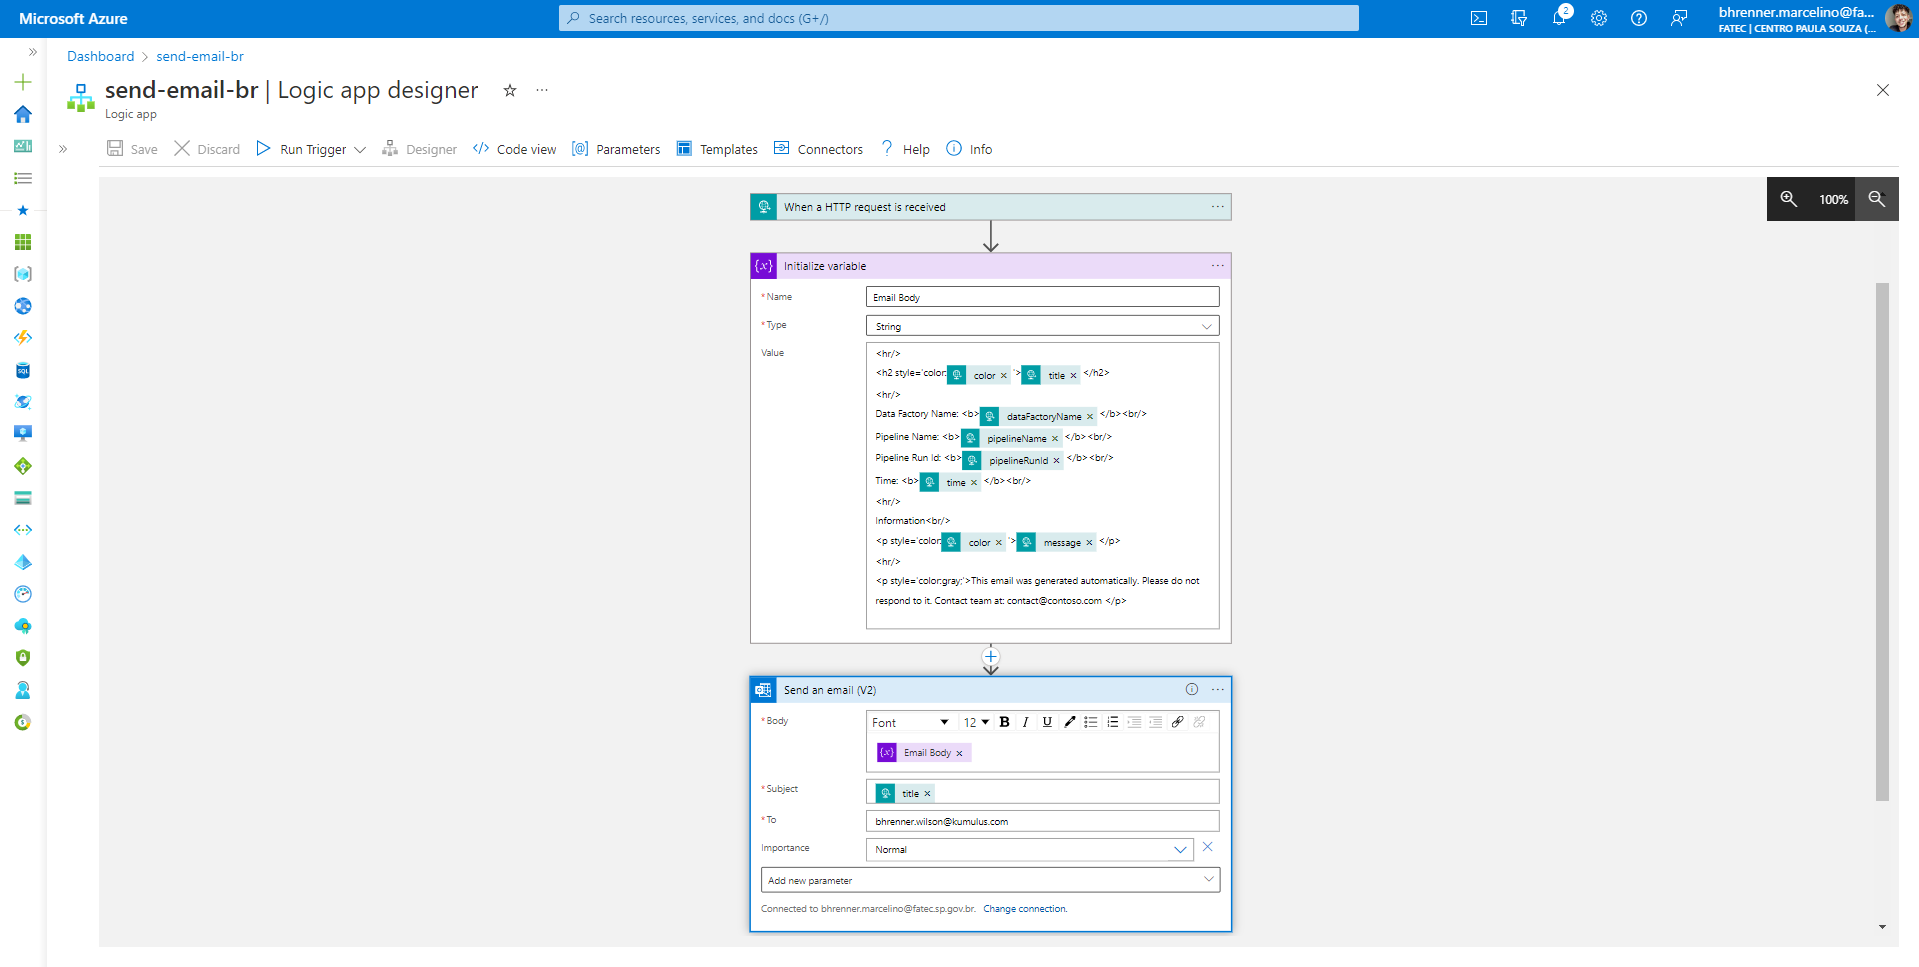 Microsoft Azure
Search resources, services, and docs (G+/)
2
bhrenner.marcelino@fa...
FATEC | CENTRO PAULA SOUZA (...
Dashboard > send-email-br
send-email-br | Logic app designer
Logic app
Save Discard Run Trigger Designer Code view Parameters Templates Connectors Help Info
100%
When a HTTP request is received
{x} Initialize variable
* Name Email Body
* Type String
Value
<hr/>
<h2 style='color: color × '> title × </h2>
<hr/>
Data Factory Name: <b> dataFactoryName × </b><br/>
Pipeline Name: <b> pipelineName × </b><br/>
Pipeline Run Id: <b> pipelineRunId × </b><br/>
Time: <b> time × </b><br/>
<hr/>
Information<br/>
<p style='color: color × '> message × </p>
<hr/>
<p style='color:gray;'>This email was generated automatically. Please do not
respond to it. Contact team at: contact@contoso.com </p>
Send an email (V2)
* Body Font 12 B I U
{x} Email Body ×
* Subject title ×
* To bhrenner.wilson@kumulus.com
Importance Normal
Add new parameter
Connected to bhrenner.marcelino@fatec.sp.gov.br. Change connection.